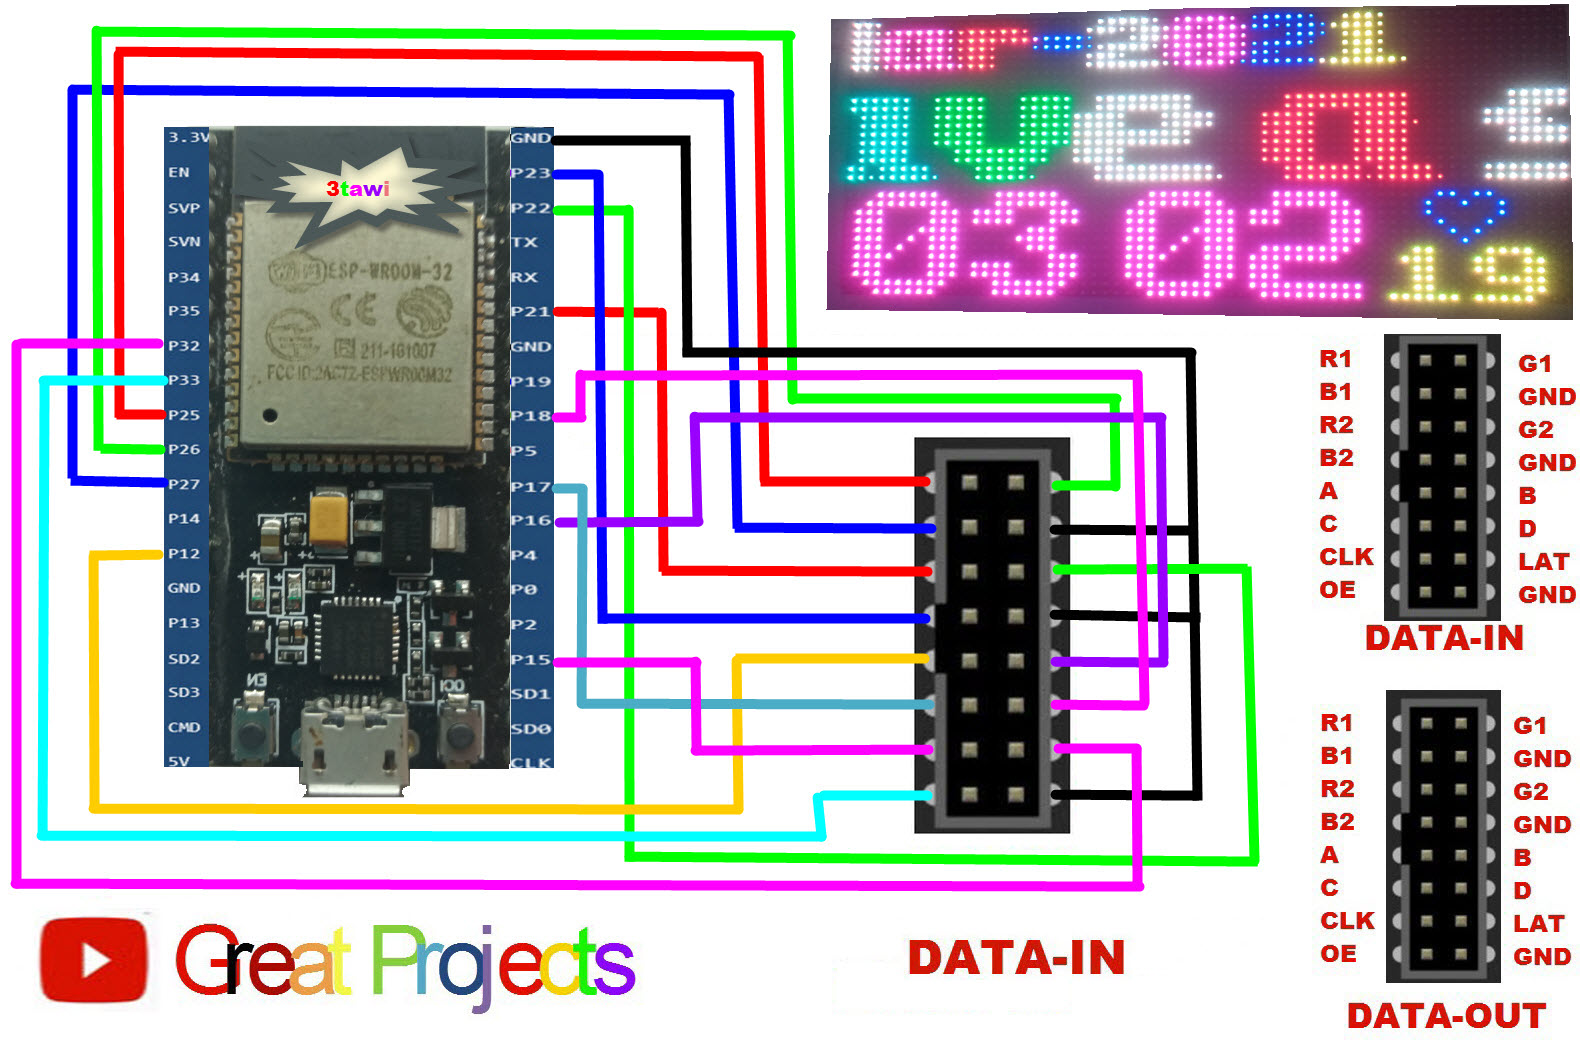 3.3V
EN
SVP
SVN
P34
P35
P32
P33
P25
P26
P27
P14
P12
GND
P13
SD2
SD3
CMD
5V
3tawi
WiFi ESP-WROOM-32
CE
211-161007
FCC ID:2AC7Z-ESPWROOM32
EN
GND
P23
P22
TX
RX
P21
GND
P19
P18
P5
P17
P16
P4
P0
P2
P15
SD1
SD0
CLK
DATA-IN
Great Projects
ar-2021
ive a s
03 02
19
R1 G1
B1 GND
R2 G2
B2 GND
A B
C D
CLK LAT
OE GND
DATA-IN
R1 G1
B1 GND
R2 G2
B2 GND
A B
C D
CLK LAT
OE GND
DATA-OUT